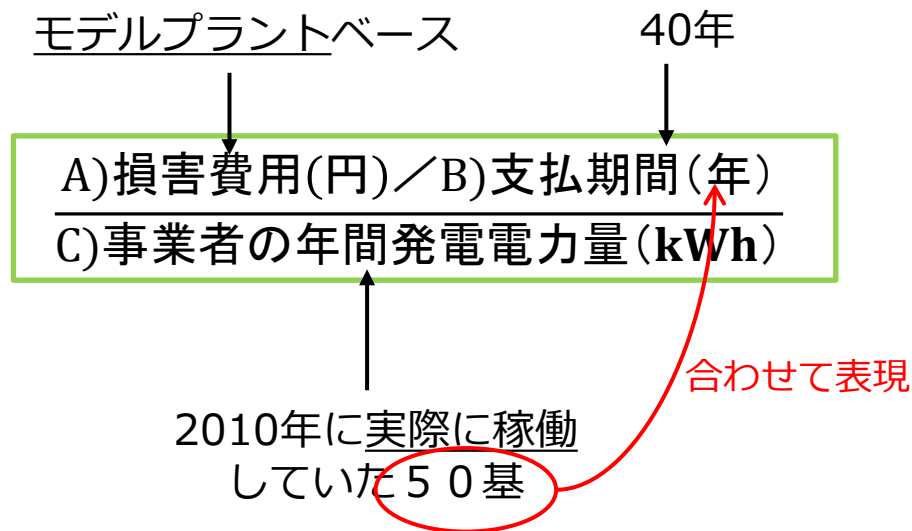 モデルプラントベース
40年
A)損害費用(円)／B)支払期間(年)
C)事業者の年間発電電力量(kWh)
合わせて表現
2010年に実際に稼働
していた５０基